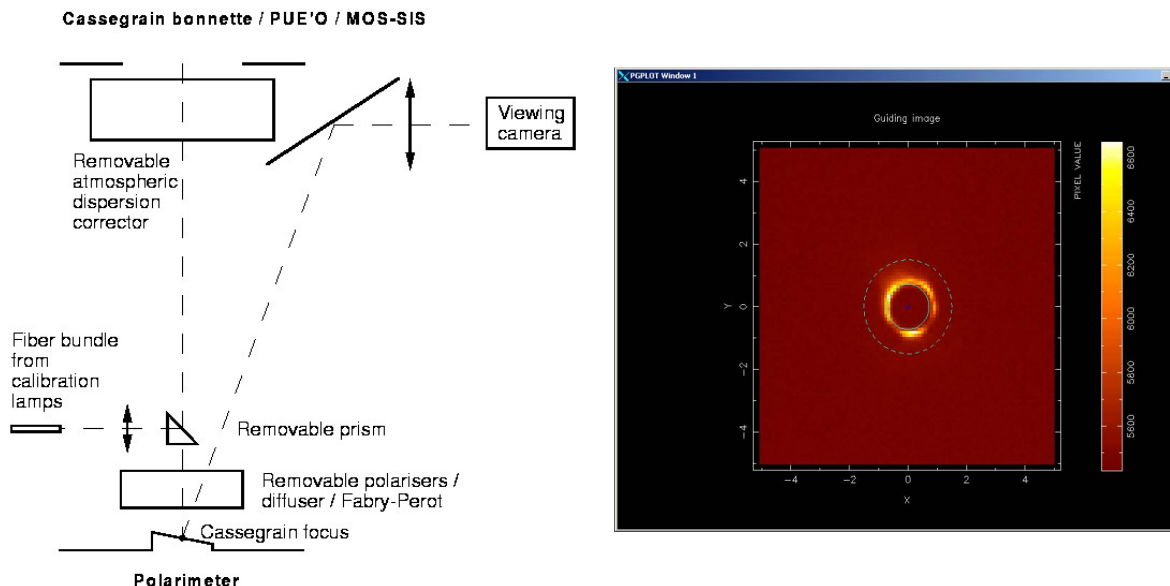 Cassegrain bonnette / PUE'O / MOS-SIS
Viewing
camera
Removable
atmospheric
dispersion
corrector
Fiber bundle
from
calibration
lamps
Removable prism
Removable polarisers /
diffuser / Fabry-Perot
Cassegrain focus
Polarimeter
PGPLOT Window 1
Guiding image
PIXEL VALUE
6600
6400
6200
6000
5800
5600
Y
4
2
0
−2
−4
−4 −2 0 2 4
X